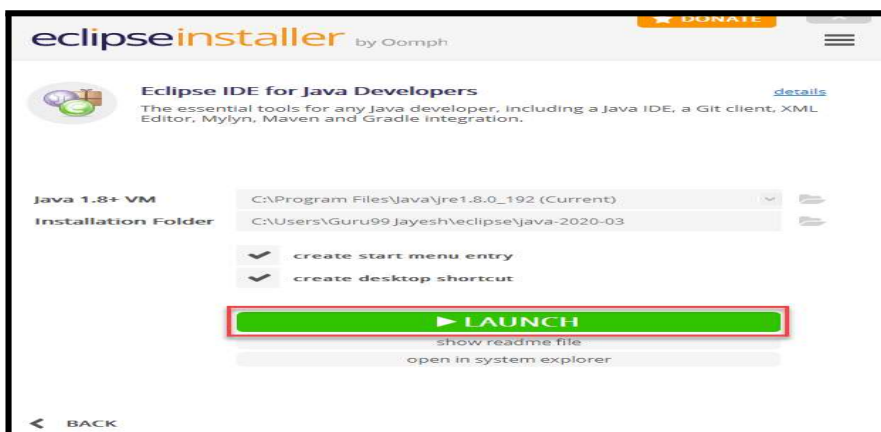 DONATE
eclipseinstaller by Oomph
Eclipse IDE for Java Developers
details
The essential tools for any Java developer, including a Java IDE, a Git client, XML
Editor, Mylyn, Maven and Gradle integration.
Java 1.8+ VM C:\Program Files\Java\jre1.8.0_192 (Current)
Installation Folder C:\Users\Guru99 Jayesh\eclipse\java-2020-03
create start menu entry
create desktop shortcut
LAUNCH
show readme file
open in system explorer
BACK